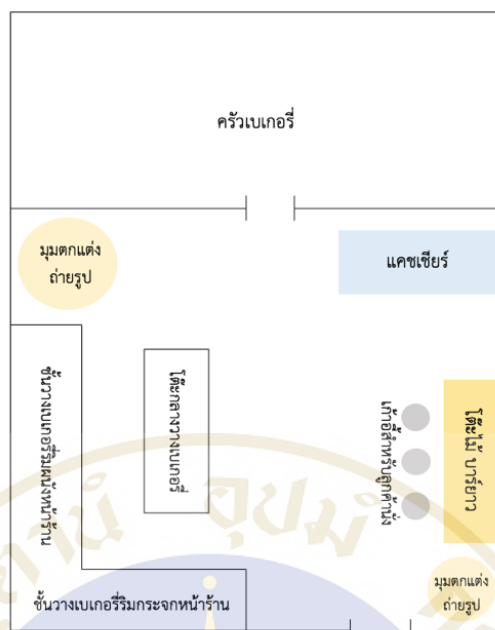 ครัวเบเกอรี่
มุมตกแต่ง
ถ่ายรูป
แคชเชียร์
ชั้นวางเบเกอรี่ริมผนังหน้าร้าน
โต๊ะกลางวางเบเกอรี่
เก้าอี้สำหรับลูกค้านั่ง
โต๊ะไม้ บาร์ยาว
มุมตกแต่ง
ถ่ายรูป
ชั้นวางเบเกอรี่ริมกระจกหน้าร้าน